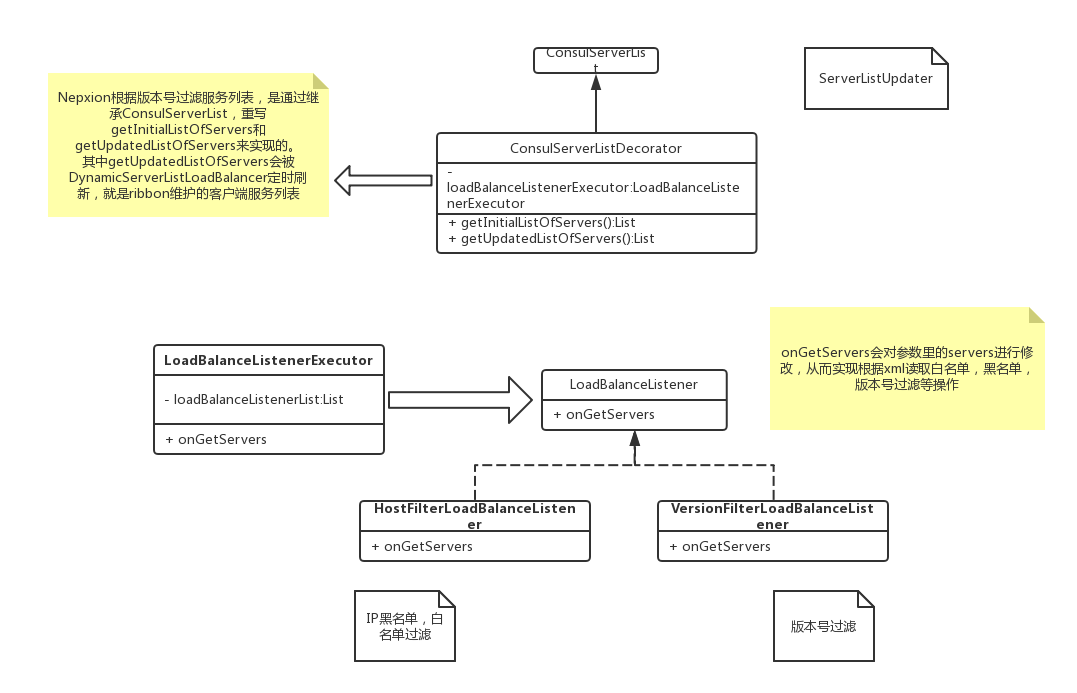 ConsulServerLis
t
ServerListUpdater
Nepxion根据版本号过滤服务列表，是通过继
承ConsulServerList，重写
getInitialListOfServers和
getUpdatedListOfServers来实现的。
其中getUpdatedListOfServers会被
DynamicServerListLoadBalancer定时刷
新，就是ribbon维护的客户端服务列表
ConsulServerListDecorator
-
loadBalanceListenerExecutor:LoadBalanceListe
nerExecutor
+ getInitialListOfServers():List
+ getUpdatedListOfServers():List
onGetServers会对参数里的servers进行修
改，从而实现根据xml读取白名单，黑名单，
版本号过滤等操作
LoadBalanceListenerExecutor
- loadBalanceListenerList:List
+ onGetServers
LoadBalanceListener
+ onGetServers
HostFilterLoadBalanceListen
er
+ onGetServers
VersionFilterLoadBalanceList
ener
+ onGetServers
IP黑名单，白
名单过滤
版本号过滤